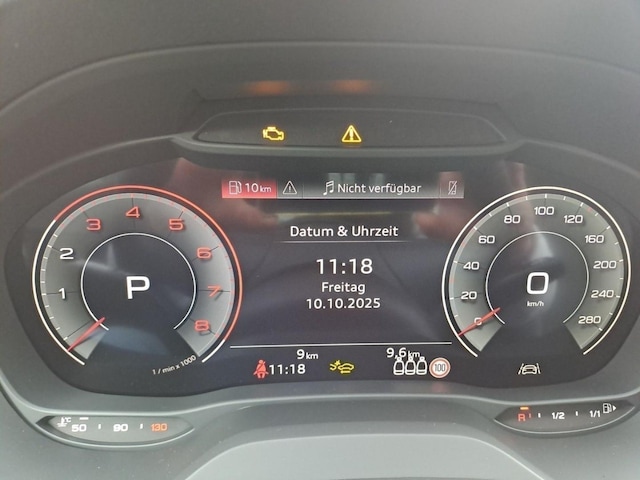 10 km Nicht verfügbar
Datum & Uhrzeit
11:18
Freitag
10.10.2025
1 2 3 4 5 6 7 8
P
1 / min x 1000
0 20 40 60 80 100 120 160 200 240 280
0
km/h
9 km 9,6 km
11:18 100
°C 50 90 130
R 1/2 1/1